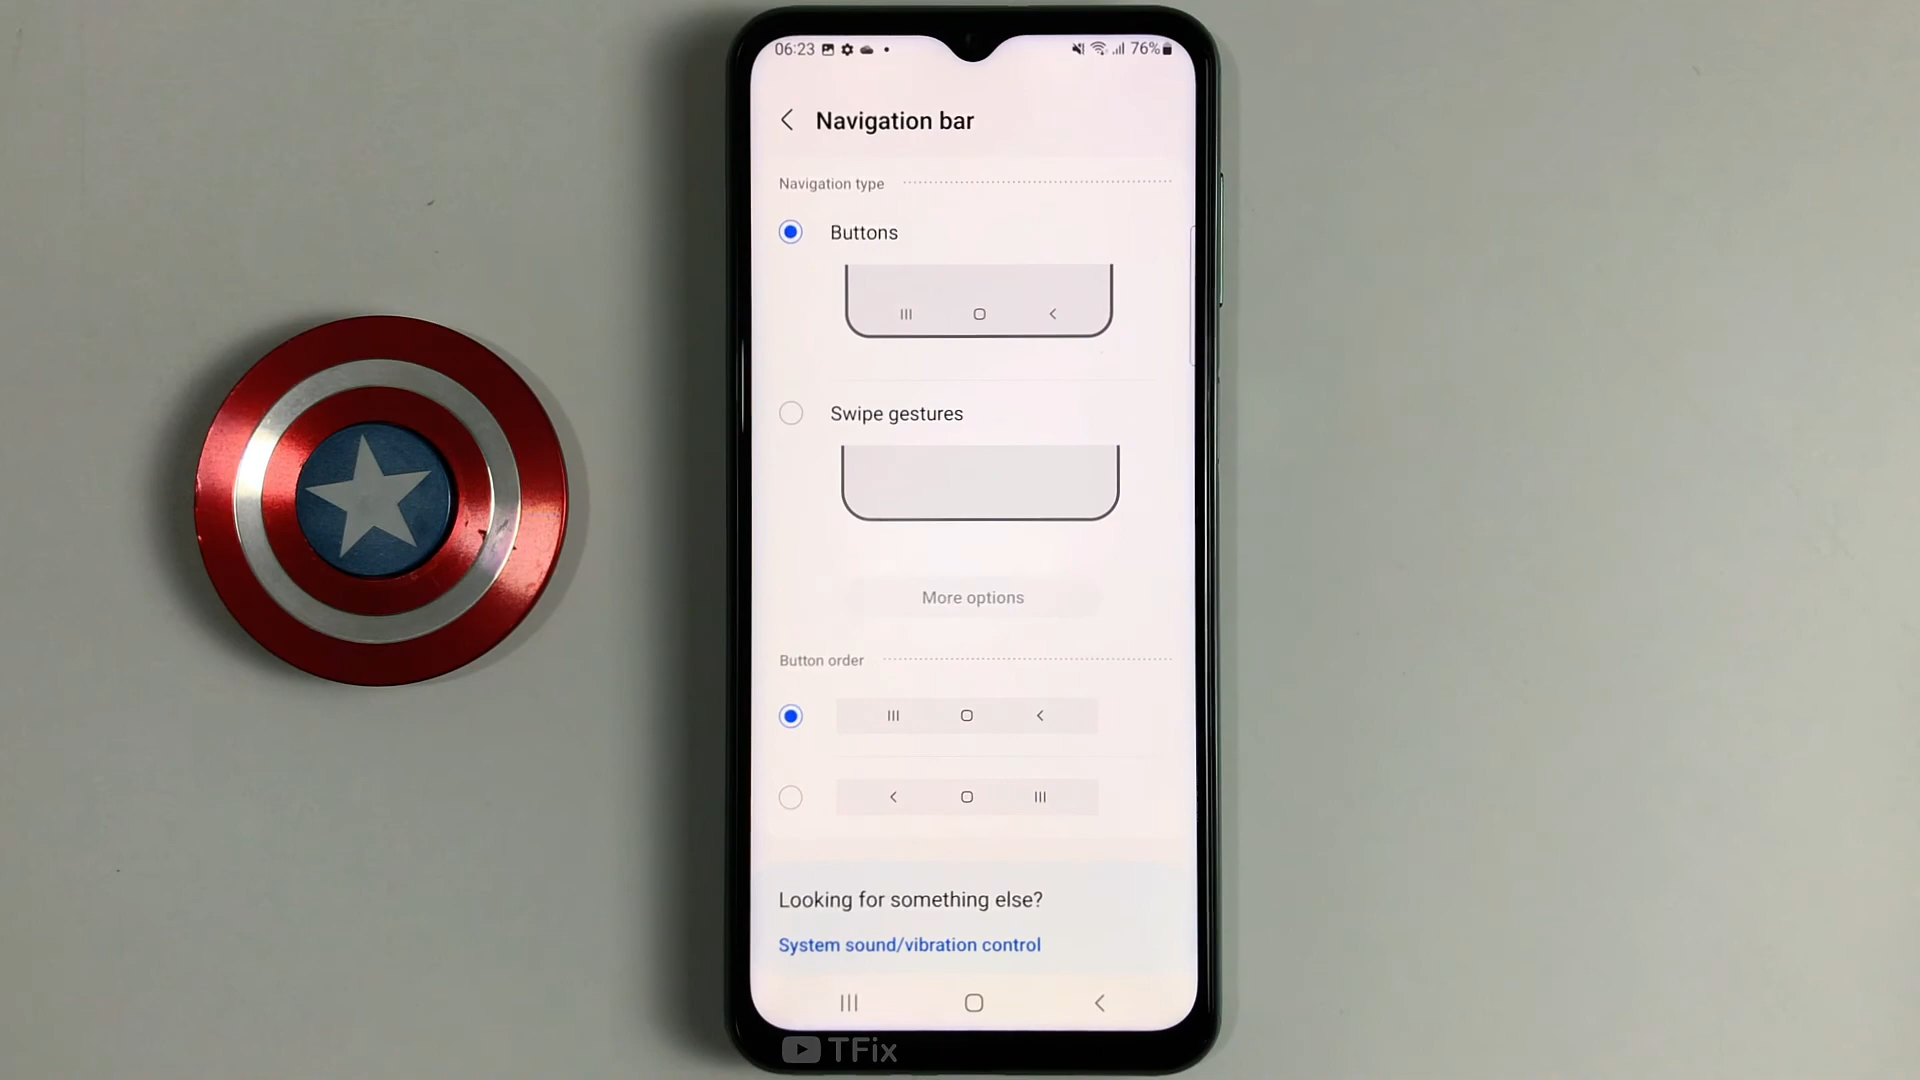 06:23 76%
Navigation bar
Navigation type
Buttons
Swipe gestures
More options
Button order
Looking for something else?
System sound/vibration control
TFix